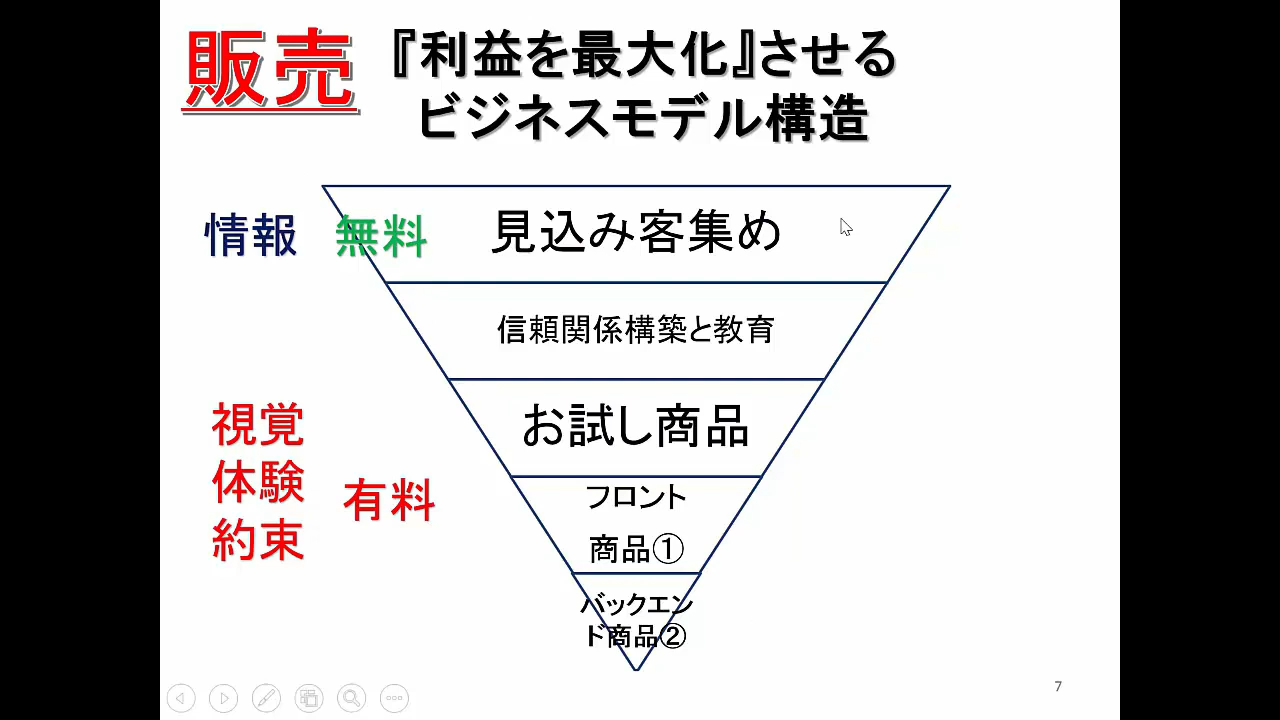 販売
『利益を最大化』させる
ビジネスモデル構造
情報
無料
見込み客集め
信頼関係構築と教育
お試し商品
視覚
体験
約束
有料
フロント
商品①
バックエン
ド商品②
7